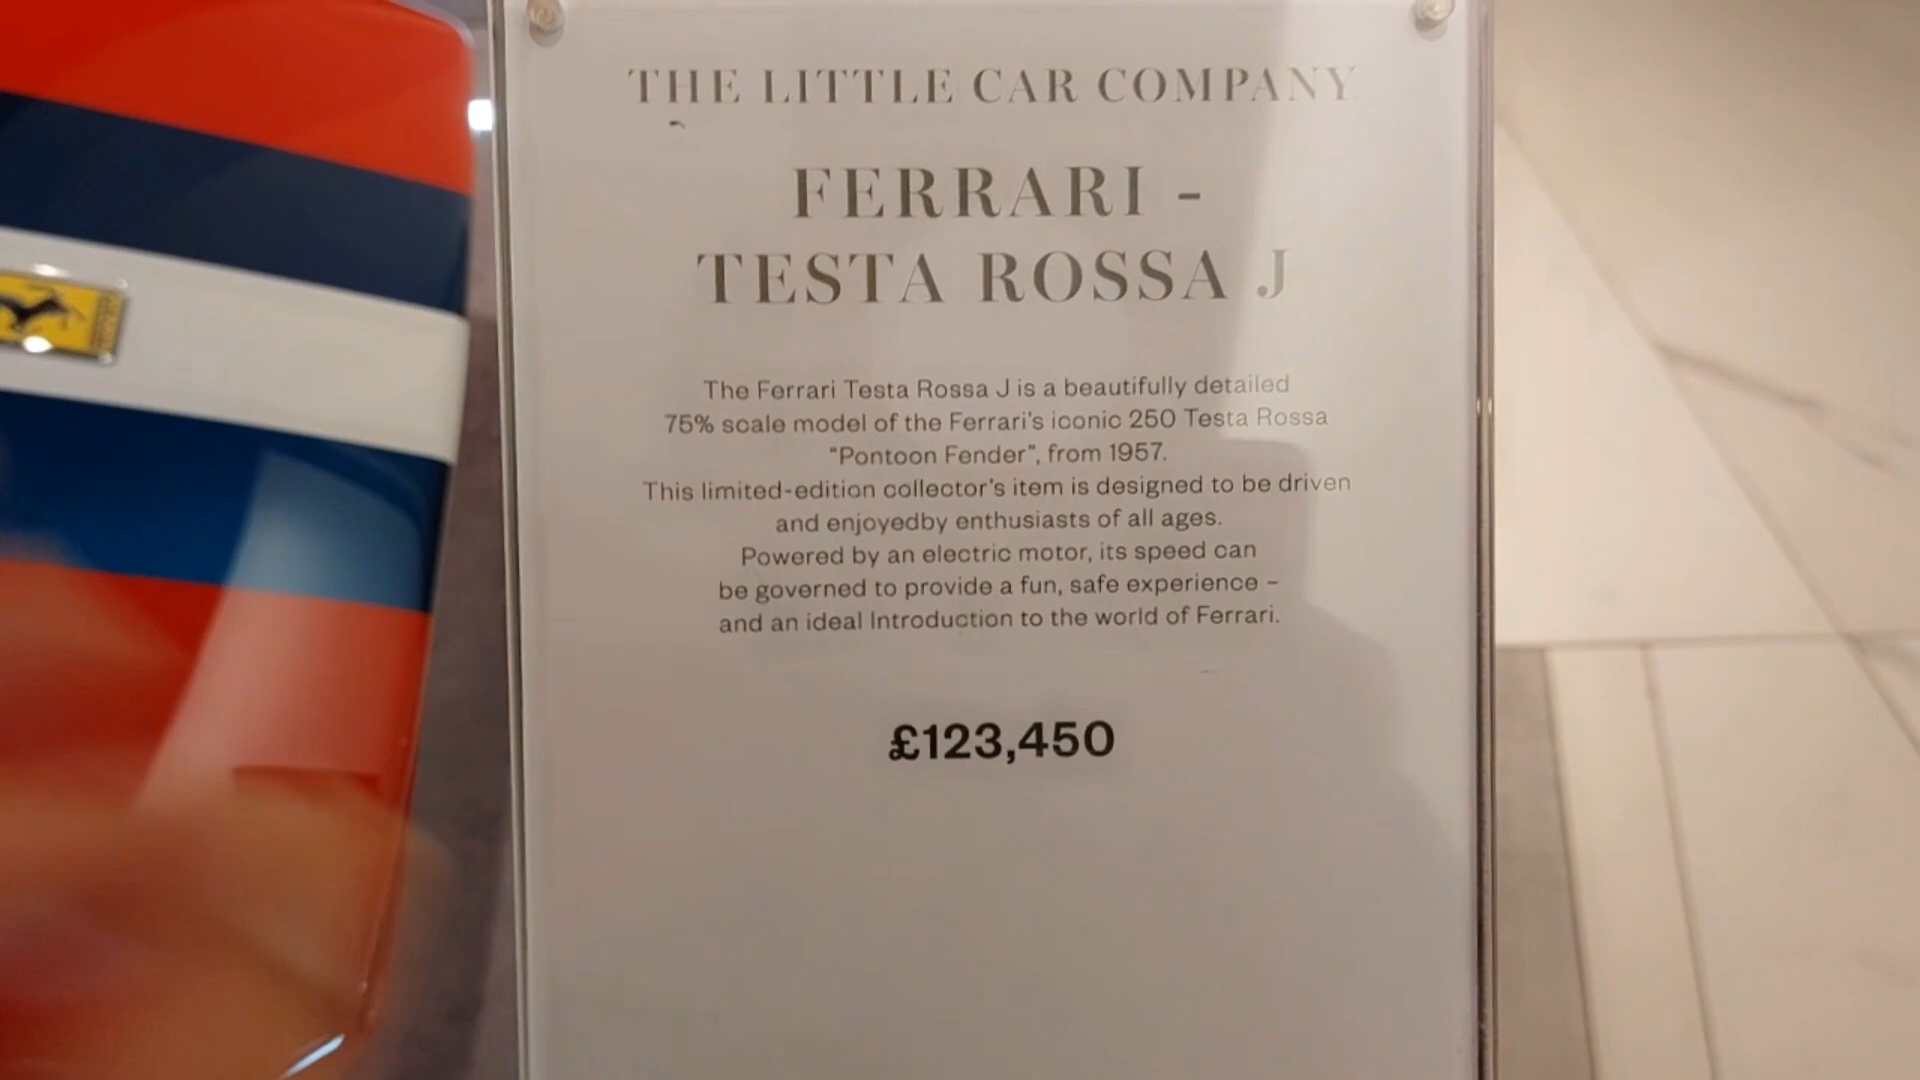 THE LITTLE CAR COMPANY
FERRARI -
TESTA ROSSA J
The Ferrari Testa Rossa J is a beautifully detailed
75% scale model of the Ferrari's iconic 250 Testa Rossa
"Pontoon Fender", from 1957.
This limited-edition collector's item is designed to be driven
and enjoyedby enthusiasts of all ages.
Powered by an electric motor, its speed can
be governed to provide a fun, safe experience –
and an ideal Introduction to the world of Ferrari.
£123,450